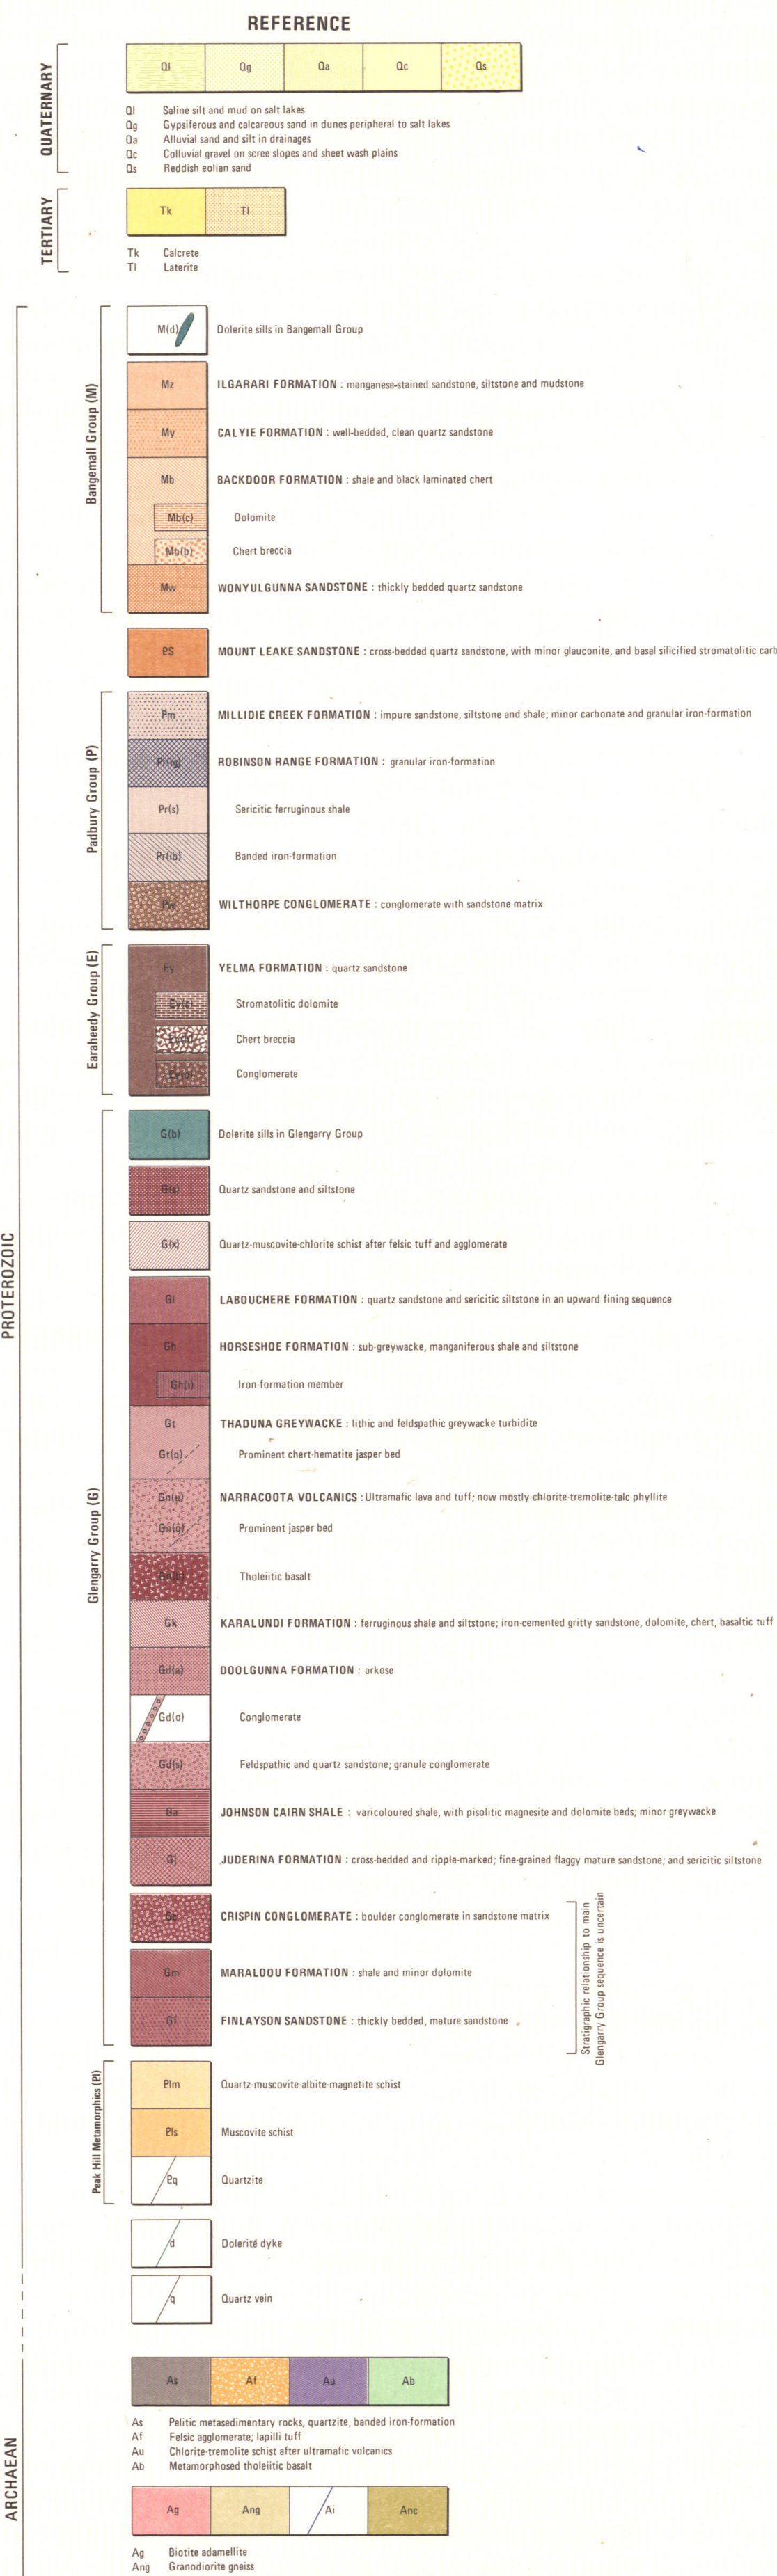 REFERENCE
QUATERNARY
Ql Qg Qa Qc Qs
Ql Saline silt and mud on salt lakes
Qg Gypsiferous and calcareous sand in dunes peripheral to salt lakes
Qa Alluvial sand and silt in drainages
Qc Colluvial gravel on scree slopes and sheet wash plains
Qs Reddish eolian sand
TERTIARY
Tk Tl
Tk Calcrete
Tl Laterite
PROTEROZOIC
Bangemall Group (M)
M(d) Dolerite sills in Bangemall Group
Mz ILGARARI FORMATION : manganese-stained sandstone, siltstone and mudstone
My CALYIE FORMATION : well-bedded, clean quartz sandstone
Mb BACKDOOR FORMATION : shale and black laminated chert
Mb(c) Dolomite
Mb(b) Chert breccia
Mw WONYULGUNNA SANDSTONE : thickly bedded quartz sandstone
PS MOUNT LEAKE SANDSTONE : cross-bedded quartz sandstone, with minor glauconite, and basal silicified stromatolitic carb
Padbury Group (P)
Pm MILLIDIE CREEK FORMATION : impure sandstone, siltstone and shale; minor carbonate and granular iron-formation
Pr(ig) ROBINSON RANGE FORMATION : granular iron-formation
Pr(s) Sericitic ferruginous shale
Pr(ib) Banded iron-formation
Pw WILTHORPE CONGLOMERATE : conglomerate with sandstone matrix
Earaheedy Group (E)
Ey YELMA FORMATION : quartz sandstone
Ey(c) Stromatolitic dolomite
Chert breccia
Ey(o) Conglomerate
Glengarry Group (G)
G(b) Dolerite sills in Glengarry Group
G(s) Quartz sandstone and siltstone
G(x) Quartz-muscovite-chlorite schist after felsic tuff and agglomerate
Gl LABOUCHERE FORMATION : quartz sandstone and sericitic siltstone in an upward fining sequence
Gh HORSESHOE FORMATION : sub-greywacke, manganiferous shale and siltstone
Gh(i) Iron-formation member
Gt THADUNA GREYWACKE : lithic and feldspathic greywacke turbidite
Gt(q) Prominent chert-hematite jasper bed
Gn(u) NARRACOOTA VOLCANICS : Ultramafic lava and tuff; now mostly chlorite-tremolite-talc phyllite
Gn(q) Prominent jasper bed
Tholeiitic basalt
Gk KARALUNDI FORMATION : ferruginous shale and siltstone; iron-cemented gritty sandstone, dolomite, chert, basaltic tuff
Gd(a) DOOLGUNNA FORMATION : arkose
Gd(o) Conglomerate
Gd(s) Feldspathic and quartz sandstone; granule conglomerate
Ga JOHNSON CAIRN SHALE : varicoloured shale, with pisolitic magnesite and dolomite beds; minor greywacke
Gj JUDERINA FORMATION : cross-bedded and ripple-marked; fine-grained flaggy mature sandstone; and sericitic siltstone
Gc CRISPIN CONGLOMERATE : boulder conglomerate in sandstone matrix
Gm MARALOOU FORMATION : shale and minor dolomite
Gf FINLAYSON SANDSTONE : thickly bedded, mature sandstone
Stratigraphic relationship to main
Glengarry Group sequence is uncertain
Peak Hill Metamorphics (Pl)
Plm Quartz-muscovite-albite-magnetite schist
Pls Muscovite schist
Pq Quartzite
d Dolerite dyke
q Quartz vein
ARCHAEAN
As Af Au Ab
As Pelitic metasedimentary rocks, quartzite, banded iron-formation
Af Felsic agglomerate; lapilli tuff
Au Chlorite-tremolite schist after ultramafic volcanics
Ab Metamorphosed tholeiitic basalt
Ag Ang Ai Anc
Ag Biotite adamellite
Ang Granodiorite gneiss